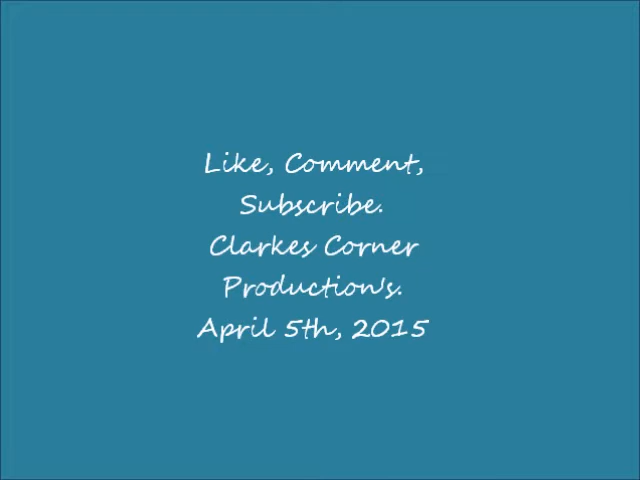 Like, Comment,
Subscribe.
Clarkes Corner
Production's.
April 5th, 2015